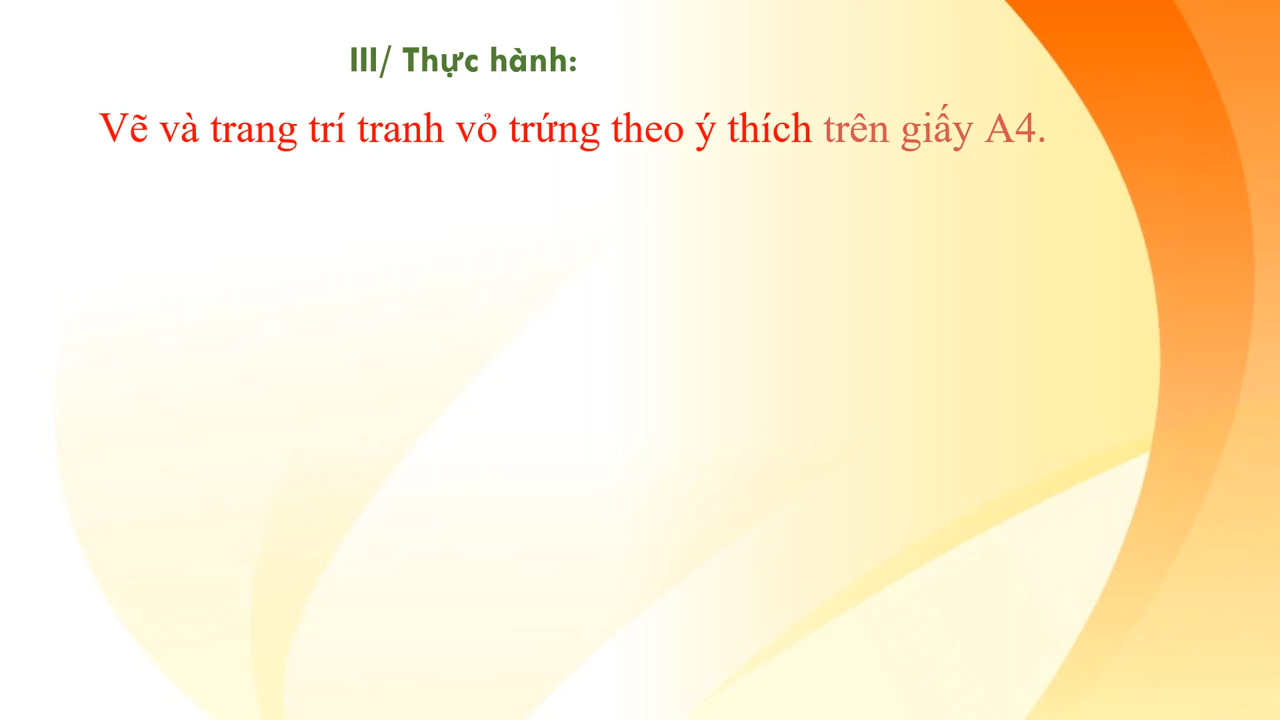 III/ Thực hành:
Vẽ và trang trí tranh vỏ trứng theo ý thích trên giấy A4.